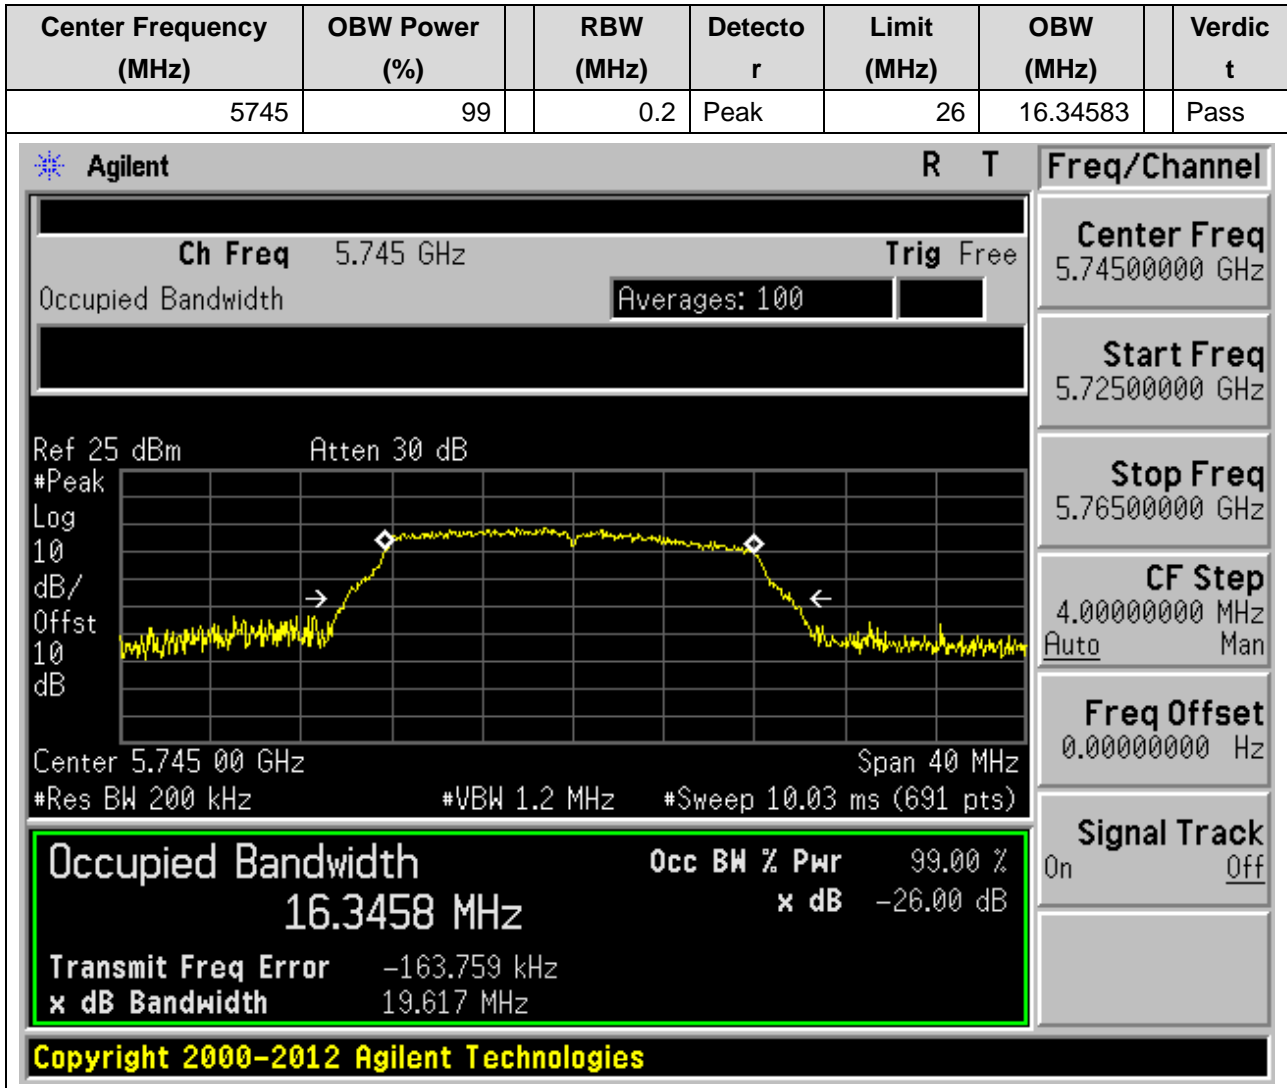 Center Frequency OBW Power RBW Detecto Limit OBW Verdic
(MHz) (%) (MHz) r (MHz) (MHz) t
5745 99 0.2 Peak 26 16.34583 Pass
Agilent R T Freq/Channel
Ch Freq 5.745 GHz Trig Free
Occupied Bandwidth Averages: 100
Center Freq
5.74500000 GHz
Start Freq
5.72500000 GHz
Stop Freq
5.76500000 GHz
CF Step
4.00000000 MHz
Auto Man
Freq Offset
0.00000000 Hz
Signal Track
On Off
Ref 25 dBm Atten 30 dB
#Peak
Log
10
dB/
Offst
10
dB
Center 5.745 00 GHz Span 40 MHz
#Res BW 200 kHz #VBW 1.2 MHz #Sweep 10.03 ms (691 pts)
Occupied Bandwidth Occ BW % Pwr 99.00 %
16.3458 MHz x dB -26.00 dB
Transmit Freq Error -163.759 kHz
x dB Bandwidth 19.617 MHz
Copyright 2000-2012 Agilent Technologies